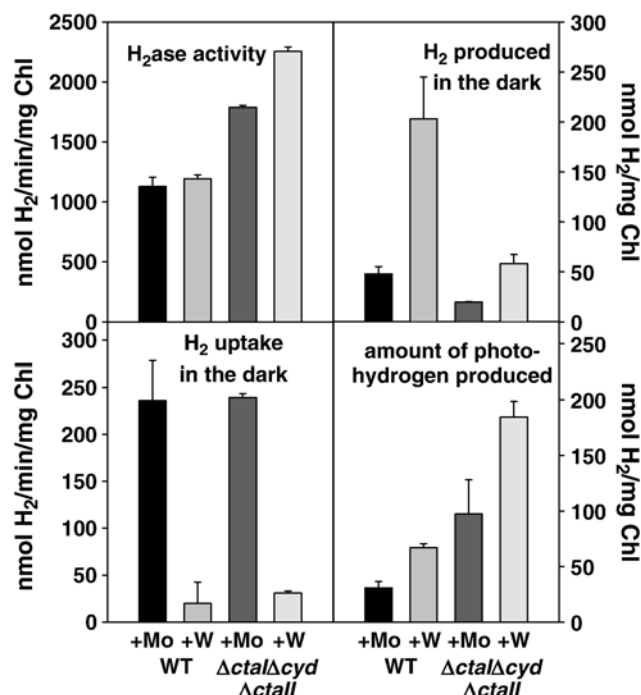 H₂ase activity
H₂ produced
in the dark
nmol H₂/min/mg Chl
2500
2000
1500
1000
500
0
300
250
200
150
100
50
0
nmol H₂/mg Chl
H₂ uptake
in the dark
amount of photo-
hydrogen produced
nmol H₂/min/mg Chl
300
250
200
150
100
50
0
250
200
150
100
50
0
nmol H₂/mg Chl
+Mo +W +Mo +W
WT ΔctaIΔcyd
ΔctaII
+Mo +W +Mo +W
WT ΔctaIΔcyd
ΔctaII